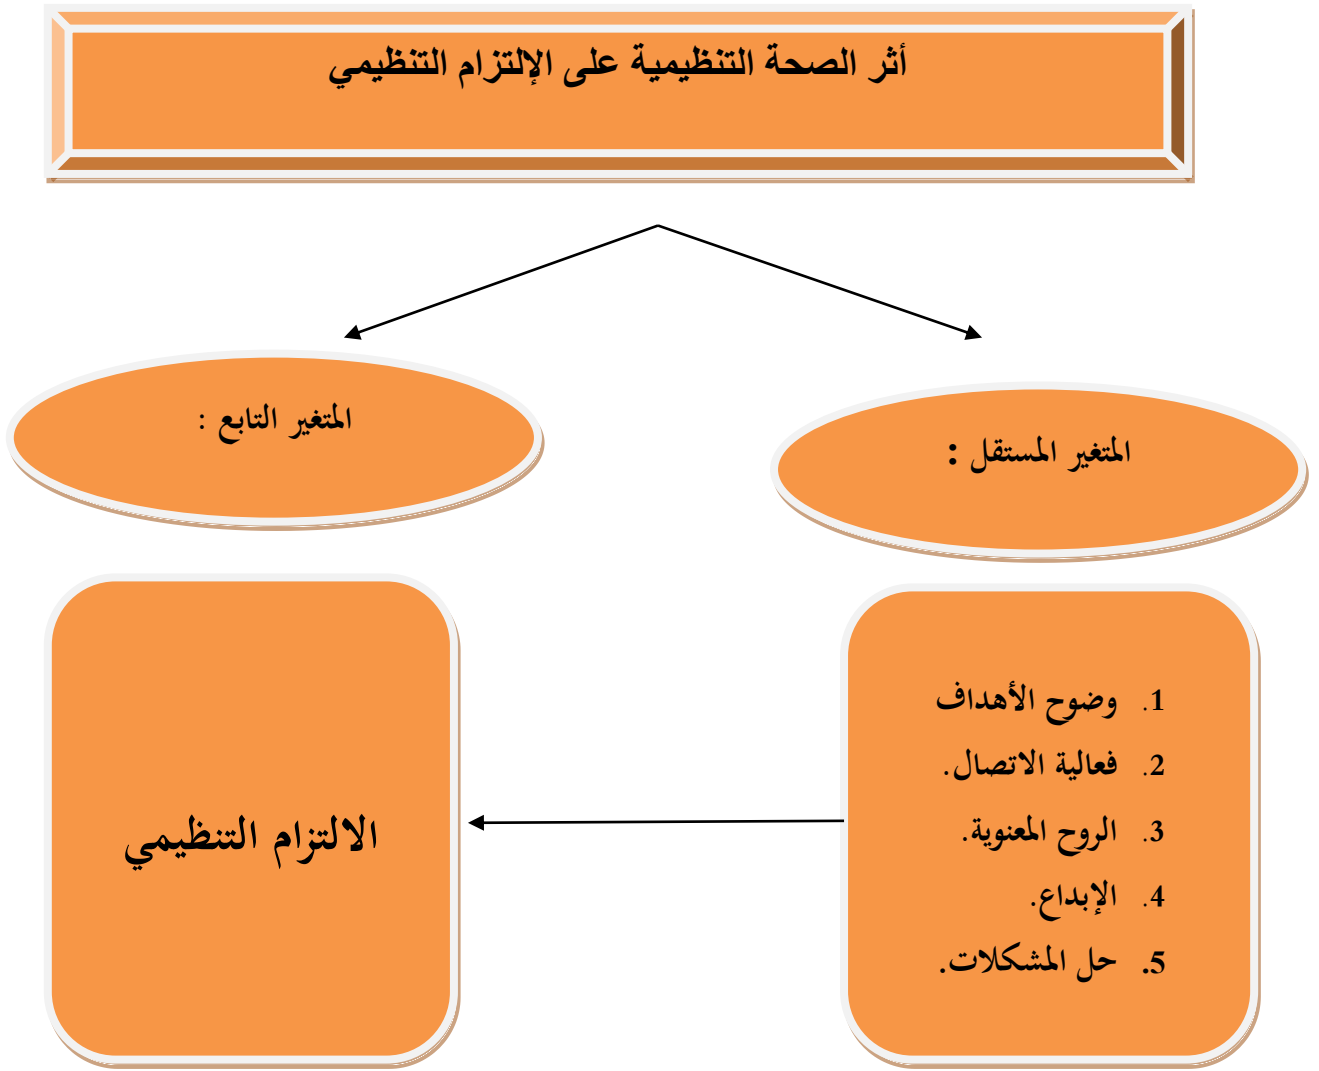 أثر الصحة التنظيمية على الإلتزام التنظيمي
المتغير المستقل :
المتغير التابع :
1. وضوح الأهداف
2. فعالية الاتصال.
3. الروح المعنوية.
4. الإبداع.
5. حل المشكلات.
الالتزام التنظيمي